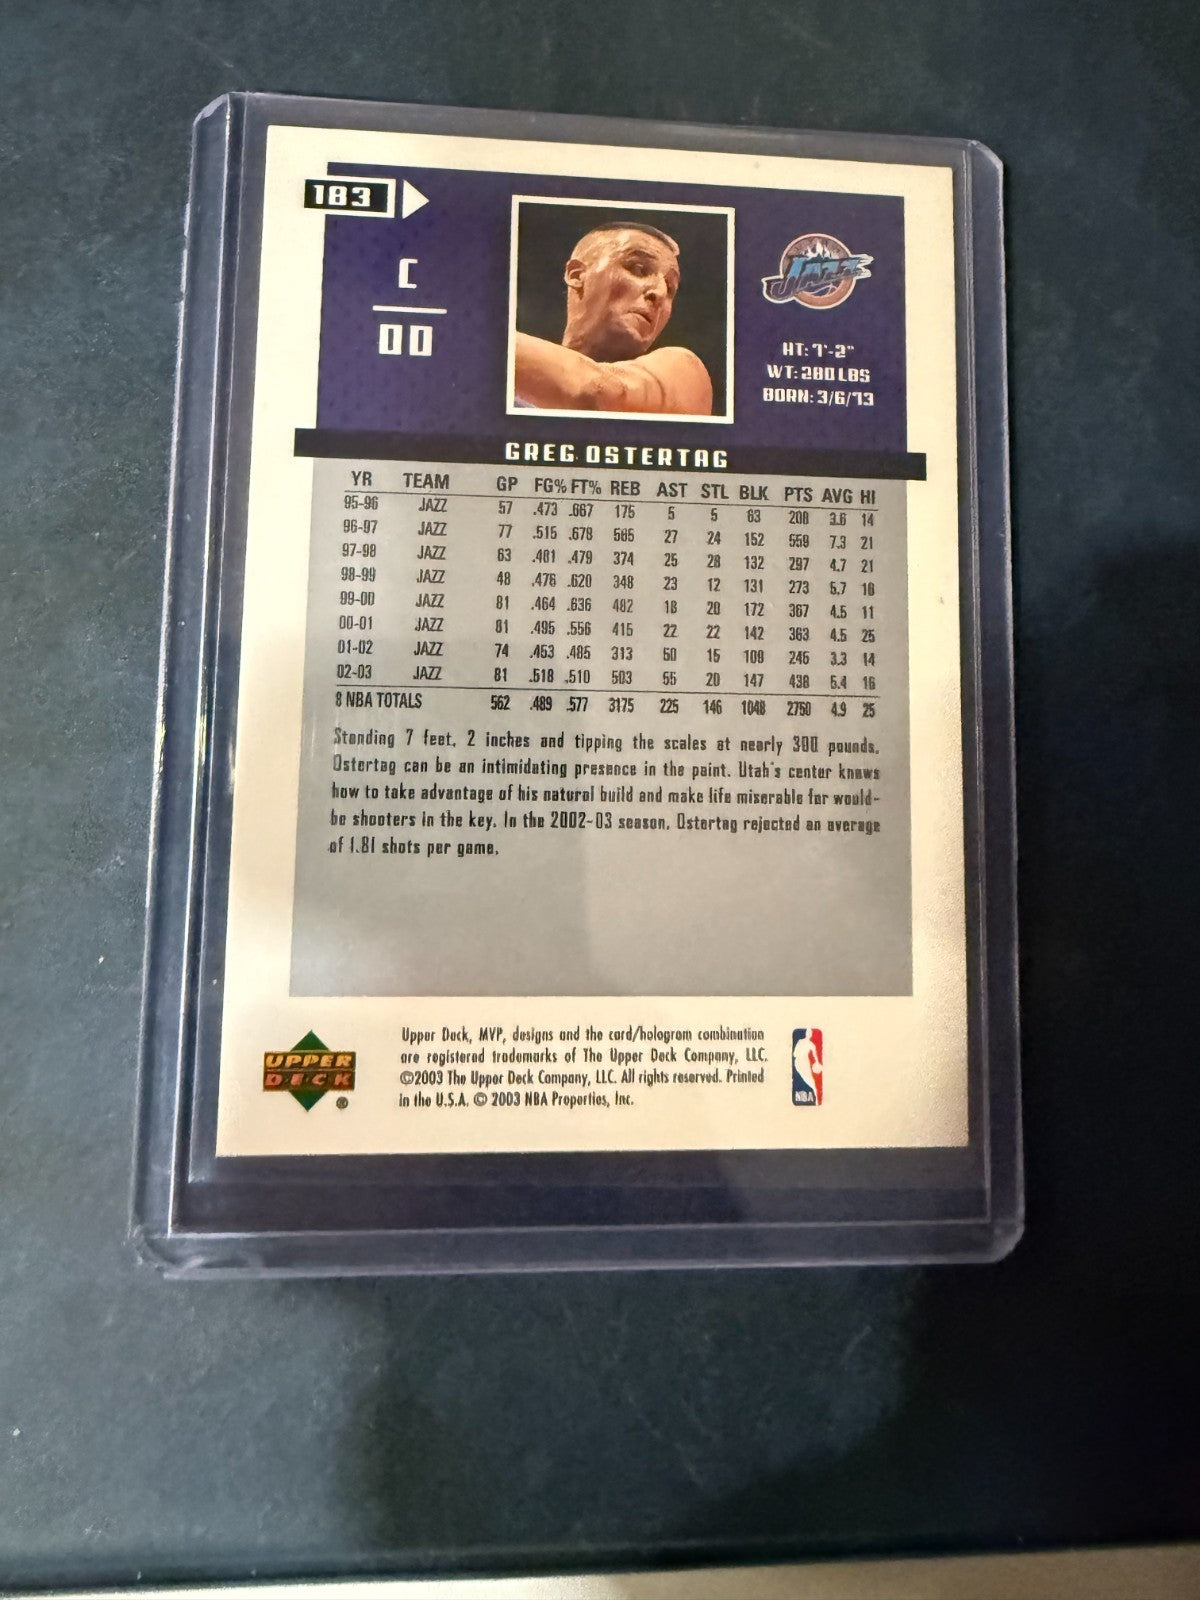 183
C
00
JAZZ
HT: 7'-2"
WT: 280 LBS
BORN: 3/6/73
GREG OSTERTAG
YR TEAM GP FG% FT% REB AST STL BLK PTS AVG HI
95-96 JAZZ 57 .473 .667 175 5 5 63 208 3.6 14
96-97 JAZZ 77 .515 .678 565 27 24 152 559 7.3 21
97-98 JAZZ 63 .481 .479 374 25 28 132 297 4.7 21
98-99 JAZZ 48 .476 .620 348 23 12 131 273 5.7 16
99-00 JAZZ 81 .464 .636 482 18 20 172 367 4.5 11
00-01 JAZZ 81 .495 .556 415 22 22 142 363 4.5 25
01-02 JAZZ 74 .453 .485 313 50 15 109 245 3.3 14
02-03 JAZZ 81 .518 .510 503 55 20 147 438 5.4 16
8 NBA TOTALS 562 .489 .577 3175 225 146 1048 2750 4.9 25
Standing 7 feet, 2 inches and tipping the scales at nearly 300 pounds,
Ostertag can be an intimidating presence in the paint. Utah's center knows
how to take advantage of his natural build and make life miserable for would-
be shooters in the key. In the 2002-03 season, Ostertag rejected an average
of 1.81 shots per game.
UPPER
DECK
®
Upper Deck, MVP, designs and the card/hologram combination
are registered trademarks of The Upper Deck Company, LLC.
©2003 The Upper Deck Company, LLC. All rights reserved. Printed
in the U.S.A. © 2003 NBA Properties, Inc.
NBA